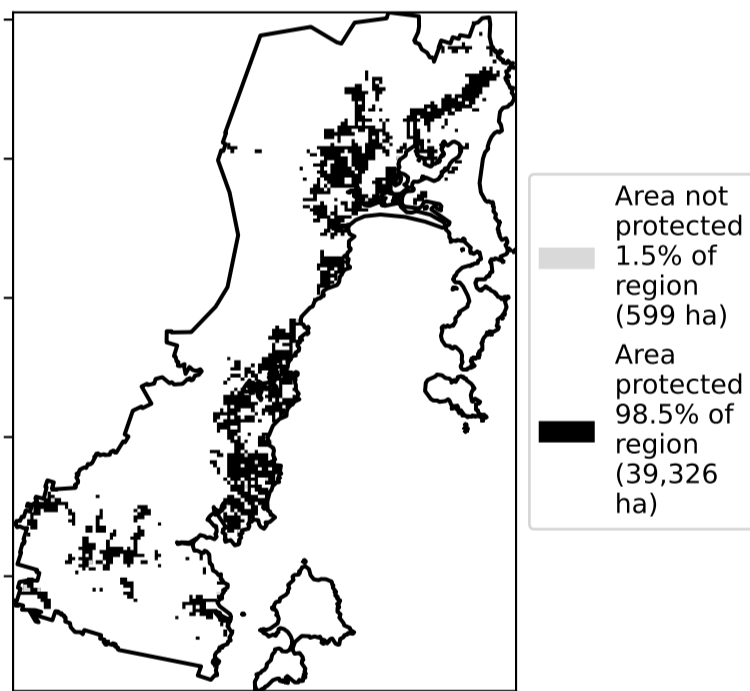 Area not
protected
1.5% of
region
(599 ha)
Area
protected
98.5% of
region
(39,326
ha)